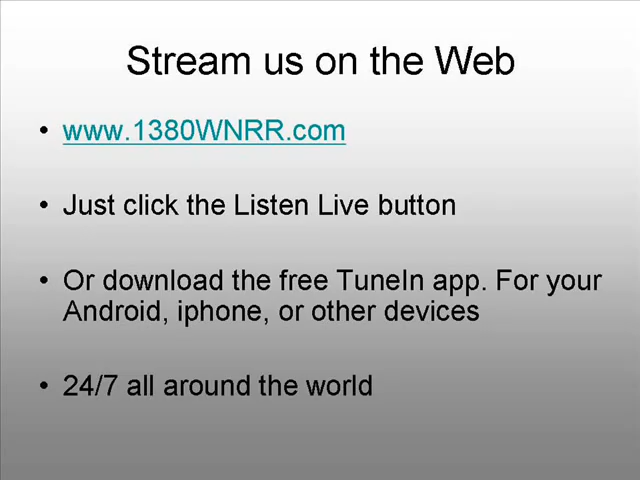 Stream us on the Web
• www.1380WNRR.com
• Just click the Listen Live button
• Or download the free TuneIn app. For your
Android, iphone, or other devices
• 24/7 all around the world